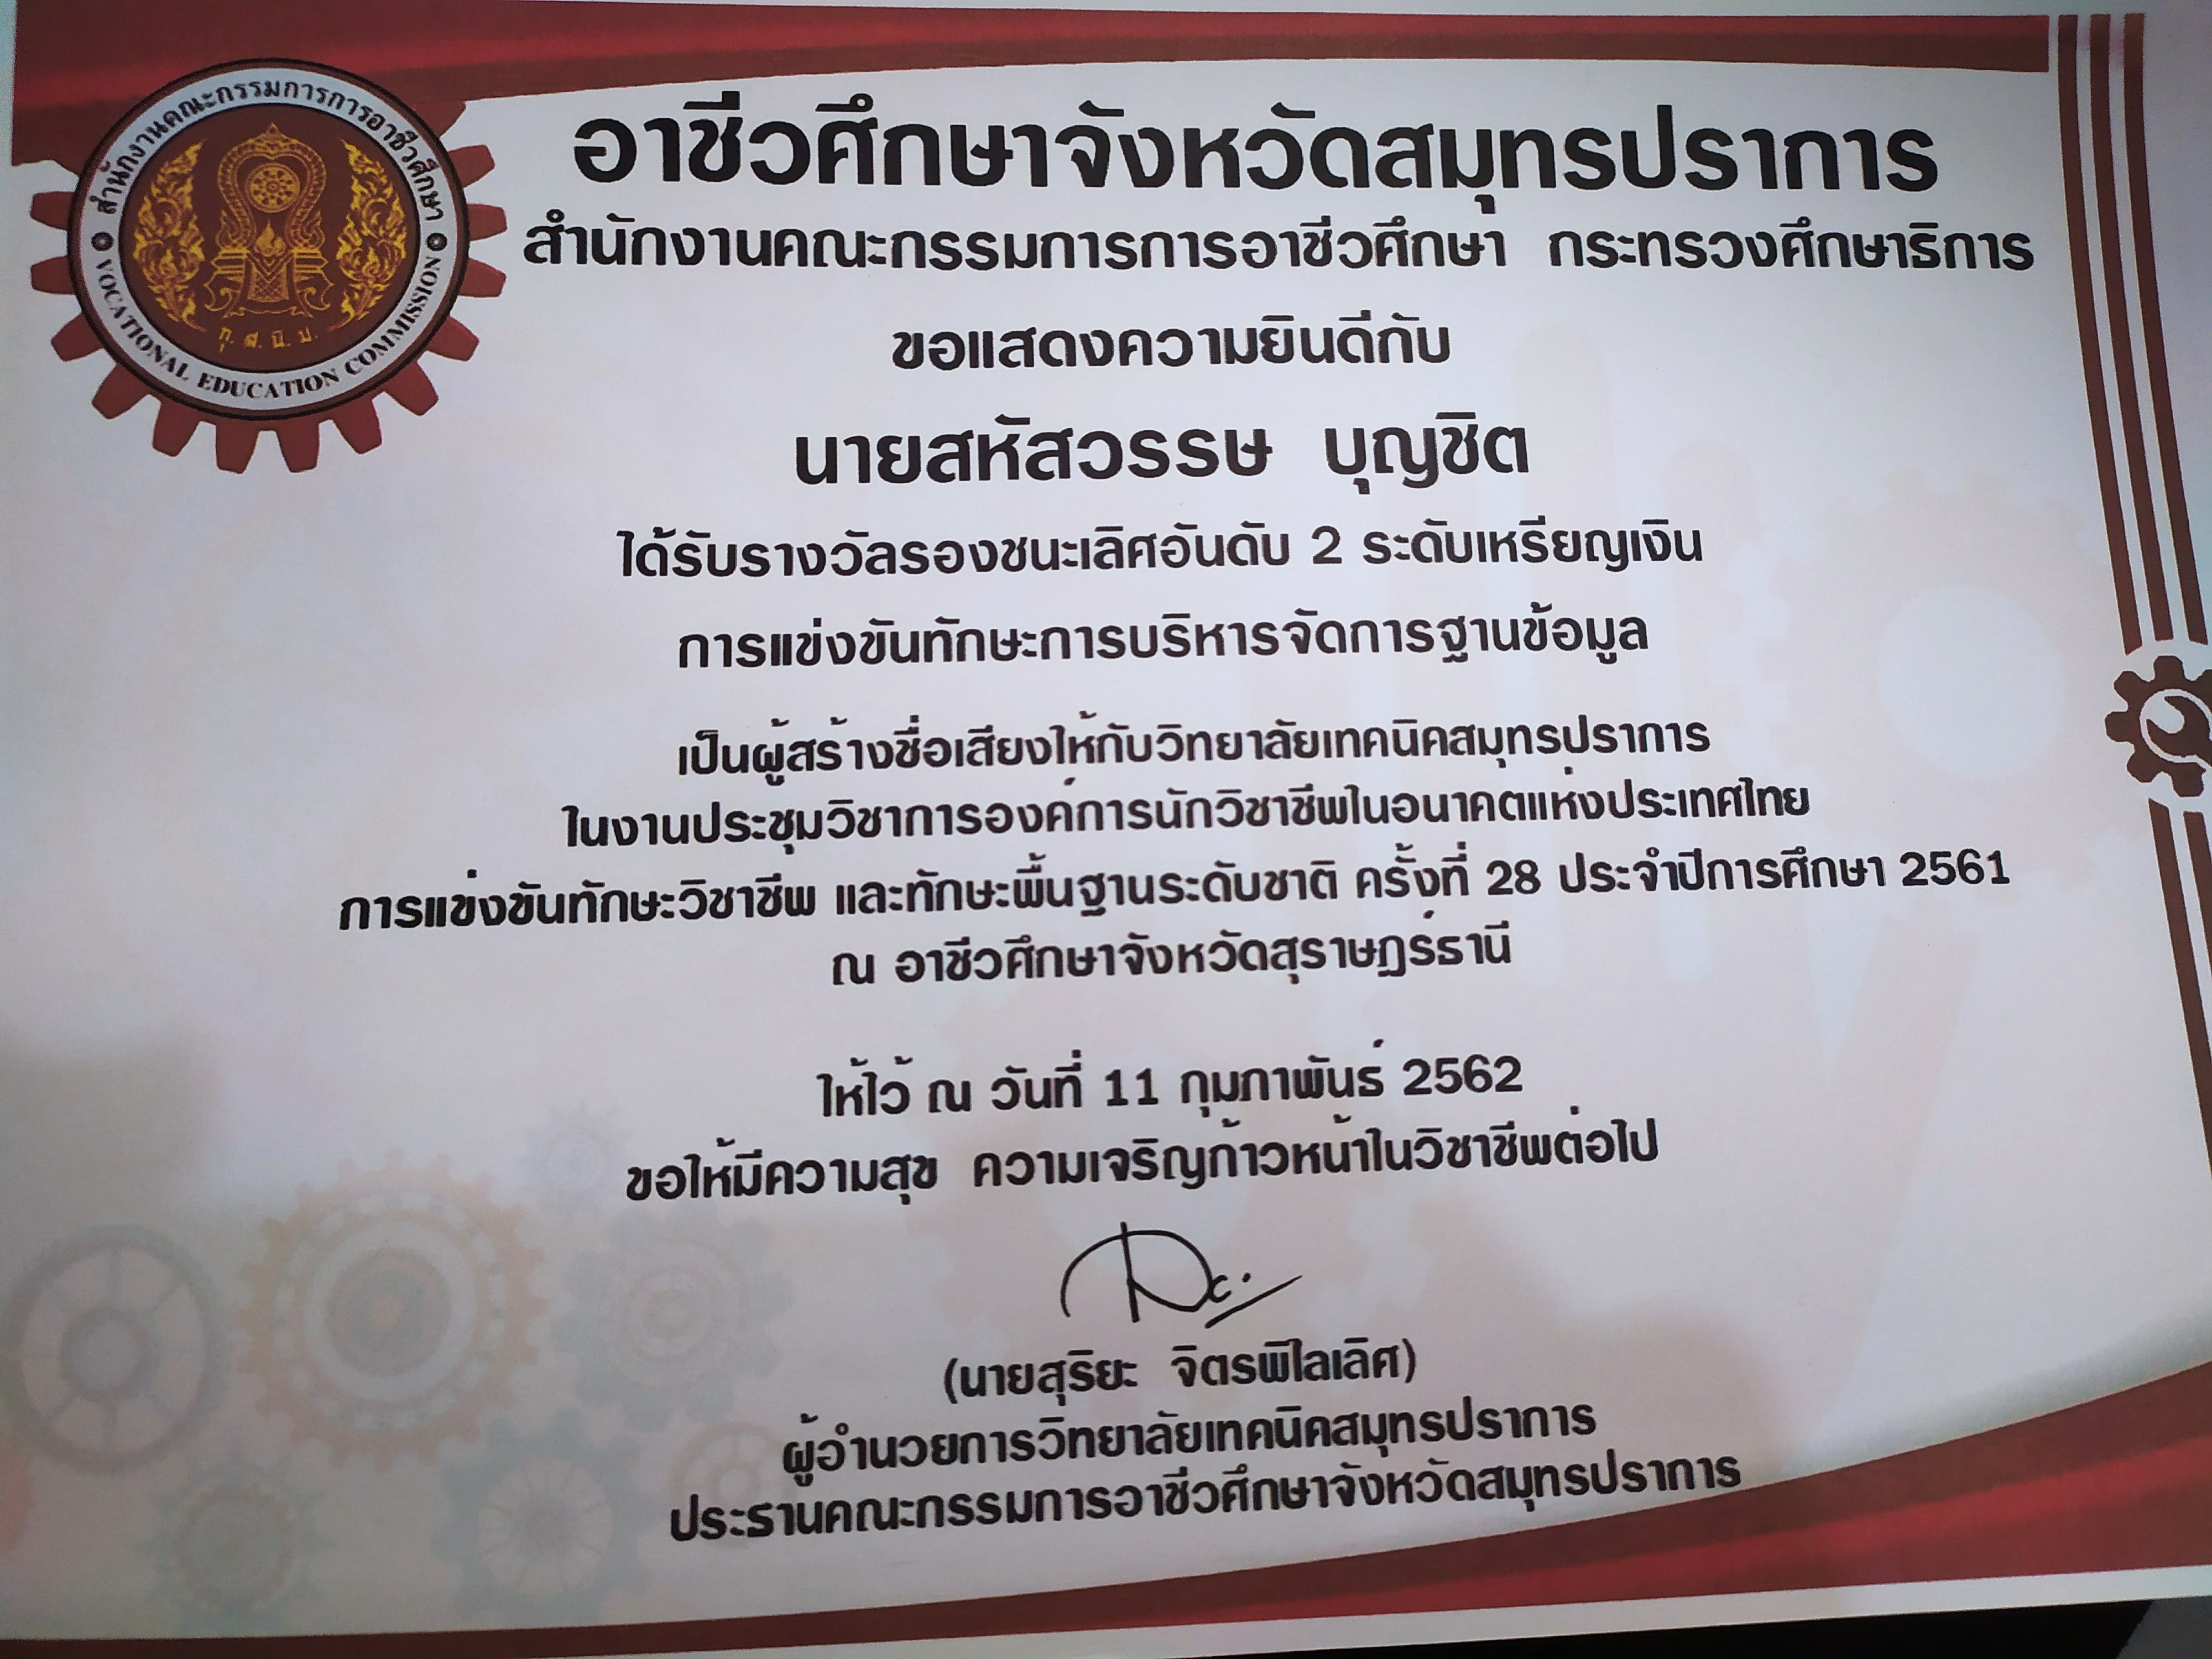 สำนักงานคณะกรรมการการอาชีวศึกษา
VOCATIONAL EDUCATION COMMISSION
กุ. ส. นิ. ม.
อาชีวศึกษาจังหวัดสมุทรปราการ
สำนักงานคณะกรรมการการอาชีวศึกษา กระทรวงศึกษาธิการ
ขอแสดงความยินดีกับ
นายสหัสวรรษ บุญชิต
ได้รับรางวัลรองชนะเลิศอันดับ 2 ระดับเหรียญเงิน
การแข่งขันทักษะการบริหารจัดการฐานข้อมูล
เป็นผู้สร้างชื่อเสียงให้กับวิทยาลัยเทคนิคสมุทรปราการ
ในงานประชุมวิชาการองค์การนักวิชาชีพในอนาคตแห่งประเทศไทย
การแข่งขันทักษะวิชาชีพ และทักษะพื้นฐานระดับชาติ ครั้งที่ 28 ประจำปีการศึกษา 2561
ณ อาชีวศึกษาจังหวัดสุราษฎร์ธานี
ให้ไว้ ณ วันที่ 11 กุมภาพันธ์ 2562
ขอให้มีความสุข ความเจริญก้าวหน้าในวิชาชีพต่อไป
(นายสุริยะ จิตรพิไลเลิศ)
ผู้อำนวยการวิทยาลัยเทคนิคสมุทรปราการ
ประธานคณะกรรมการอาชีวศึกษาจังหวัดสมุทรปราการ